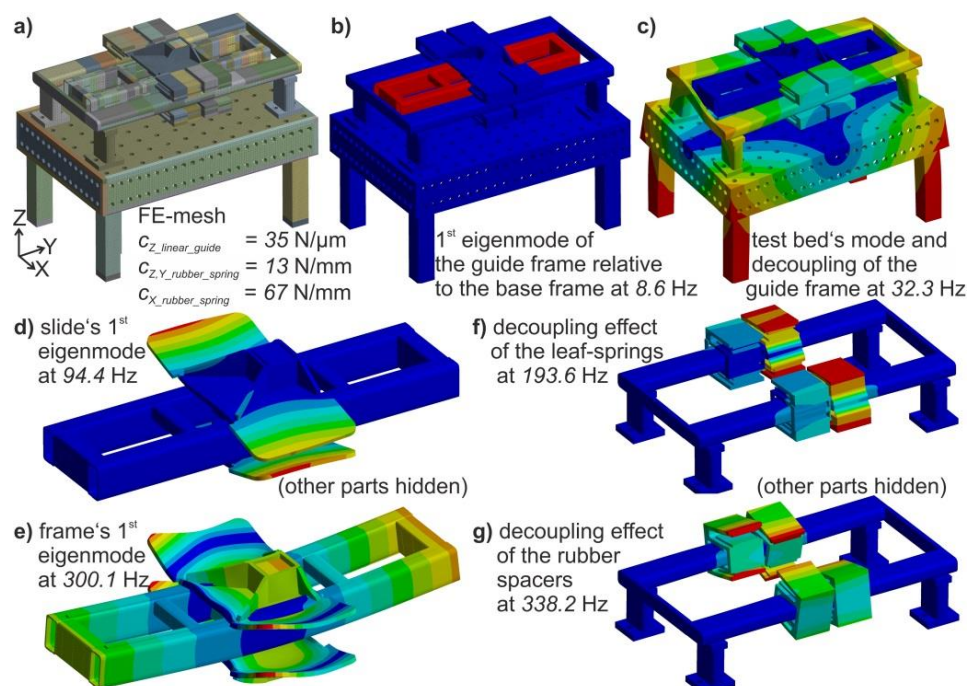 a)
b)
c)
Z
Y
X
FE-mesh
cZ_linear_guide = 35 N/µm
cZ,Y_rubber_spring = 13 N/mm
cX_rubber_spring = 67 N/mm
1st eigenmode of
the guide frame relative
to the base frame at 8.6 Hz
test bed‘s mode and
decoupling of the
guide frame at 32.3 Hz
d) slide‘s 1st
eigenmode
at 94.4 Hz
f) decoupling effect
of the leaf-springs
at 193.6 Hz
(other parts hidden)
(other parts hidden)
e) frame‘s 1st
eigenmode
at 300.1 Hz
g) decoupling effect
of the rubber
spacers
at 338.2 Hz